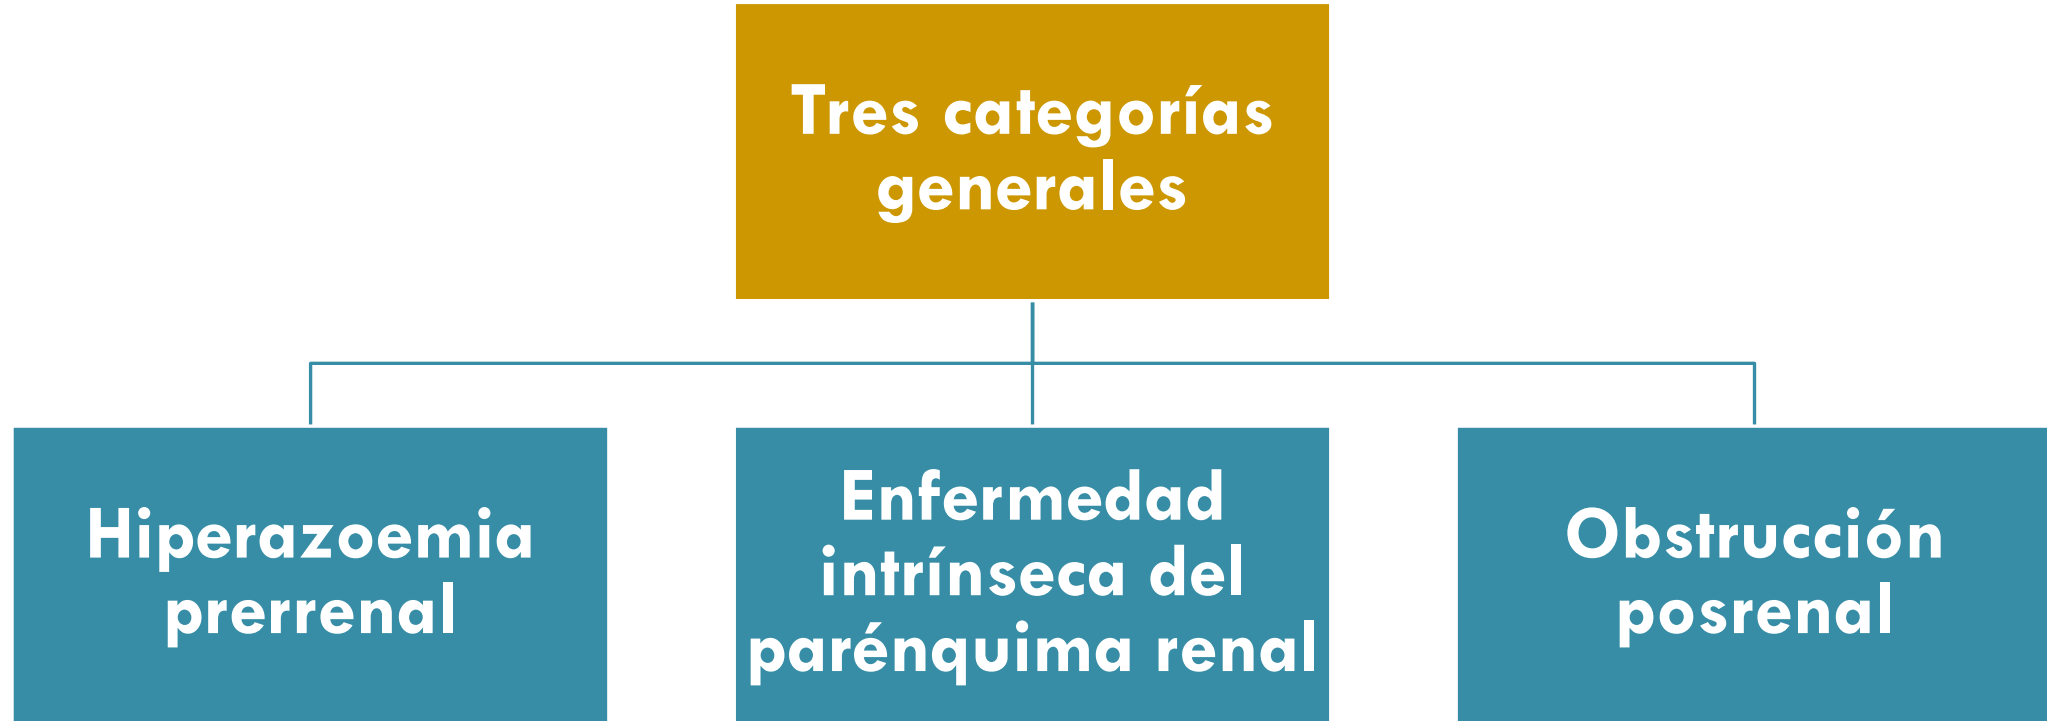 Tres categorías
generales
Hiperazoemia
prerrenal
Enfermedad
intrínseca del
parénquima renal
Obstrucción
posrenal